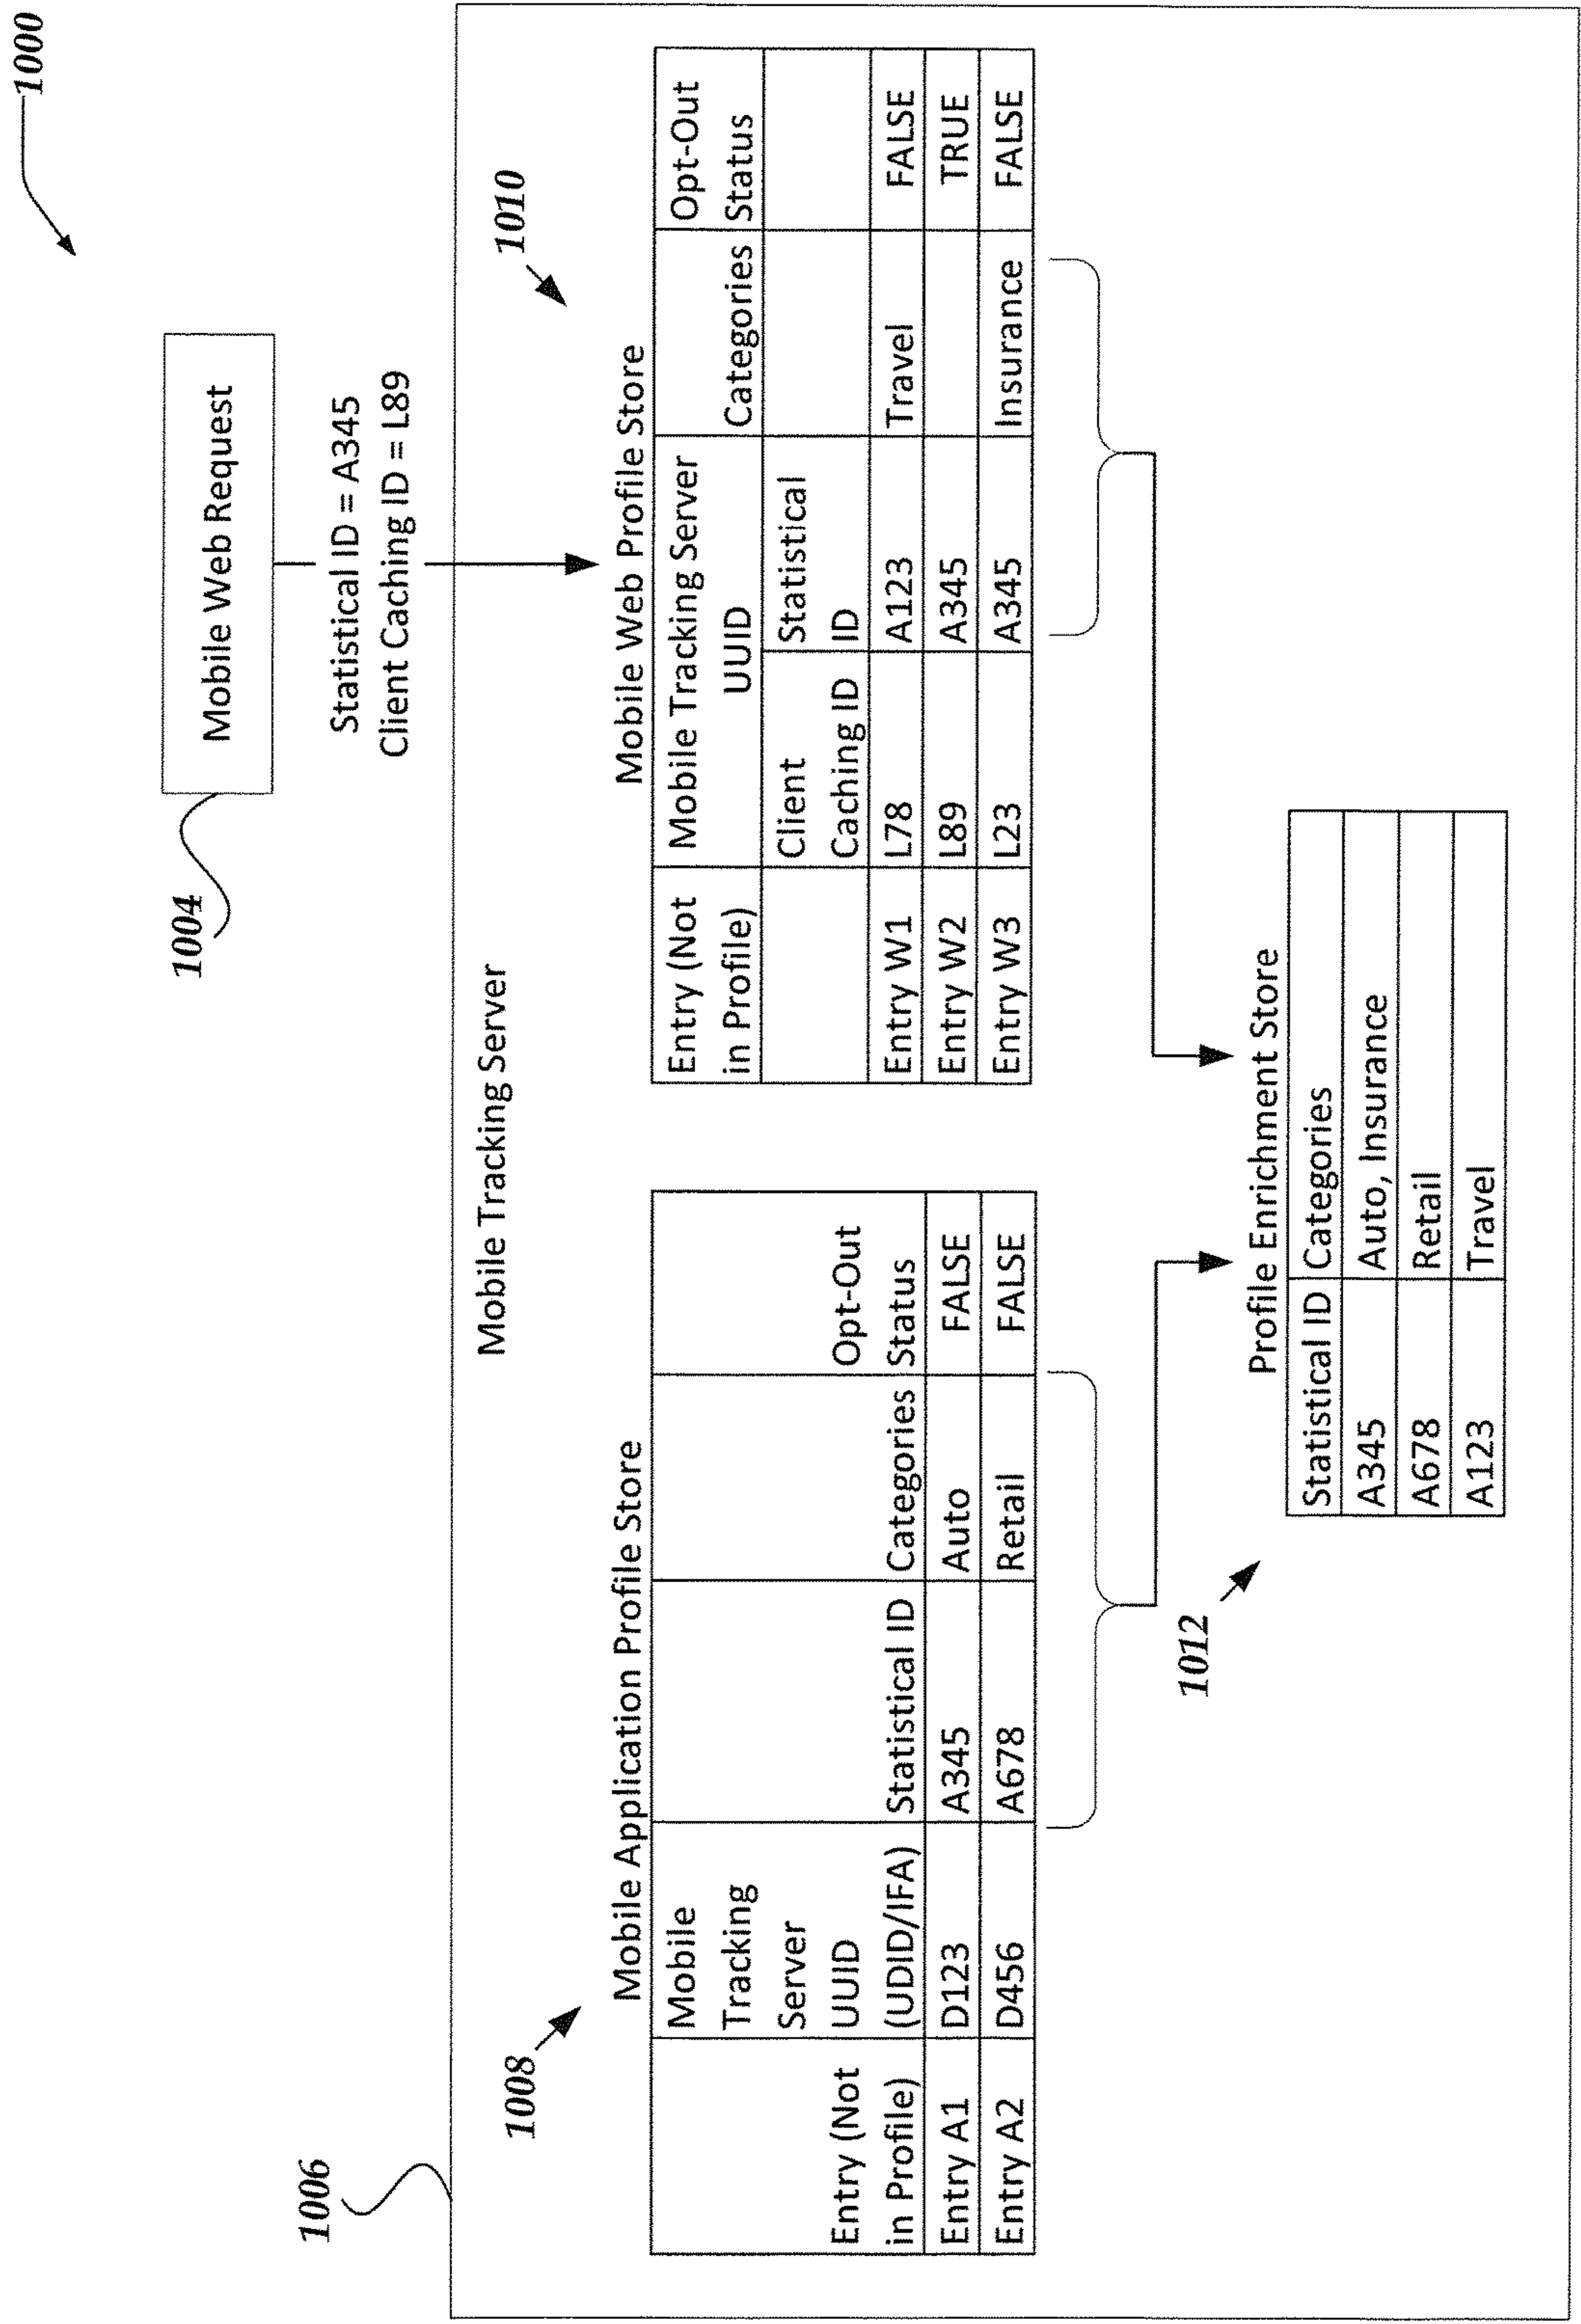 1000
Mobile Web Request
1004
Statistical ID = A345
Client Caching ID = L89
1006
Mobile Tracking Server
1008
Mobile Application Profile Store
Entry (Not
in Profile)
Mobile
Tracking
Server
UUID
(UDID/IFA)
Statistical ID
Categories
Opt-Out
Status
Entry A1 D123 A345 Auto FALSE
Entry A2 D456 A678 Retail FALSE
1010
Mobile Web Profile Store
Entry (Not
in Profile)
Mobile Tracking Server
UUID
Categories
Opt-Out
Status
Client
Caching ID
Statistical
ID
Entry W1 L78 A123 Travel FALSE
Entry W2 L89 A345 TRUE
Entry W3 L23 A345 Insurance FALSE
1012
Profile Enrichment Store
Statistical ID Categories
A345 Auto, Insurance
A678 Retail
A123 Travel